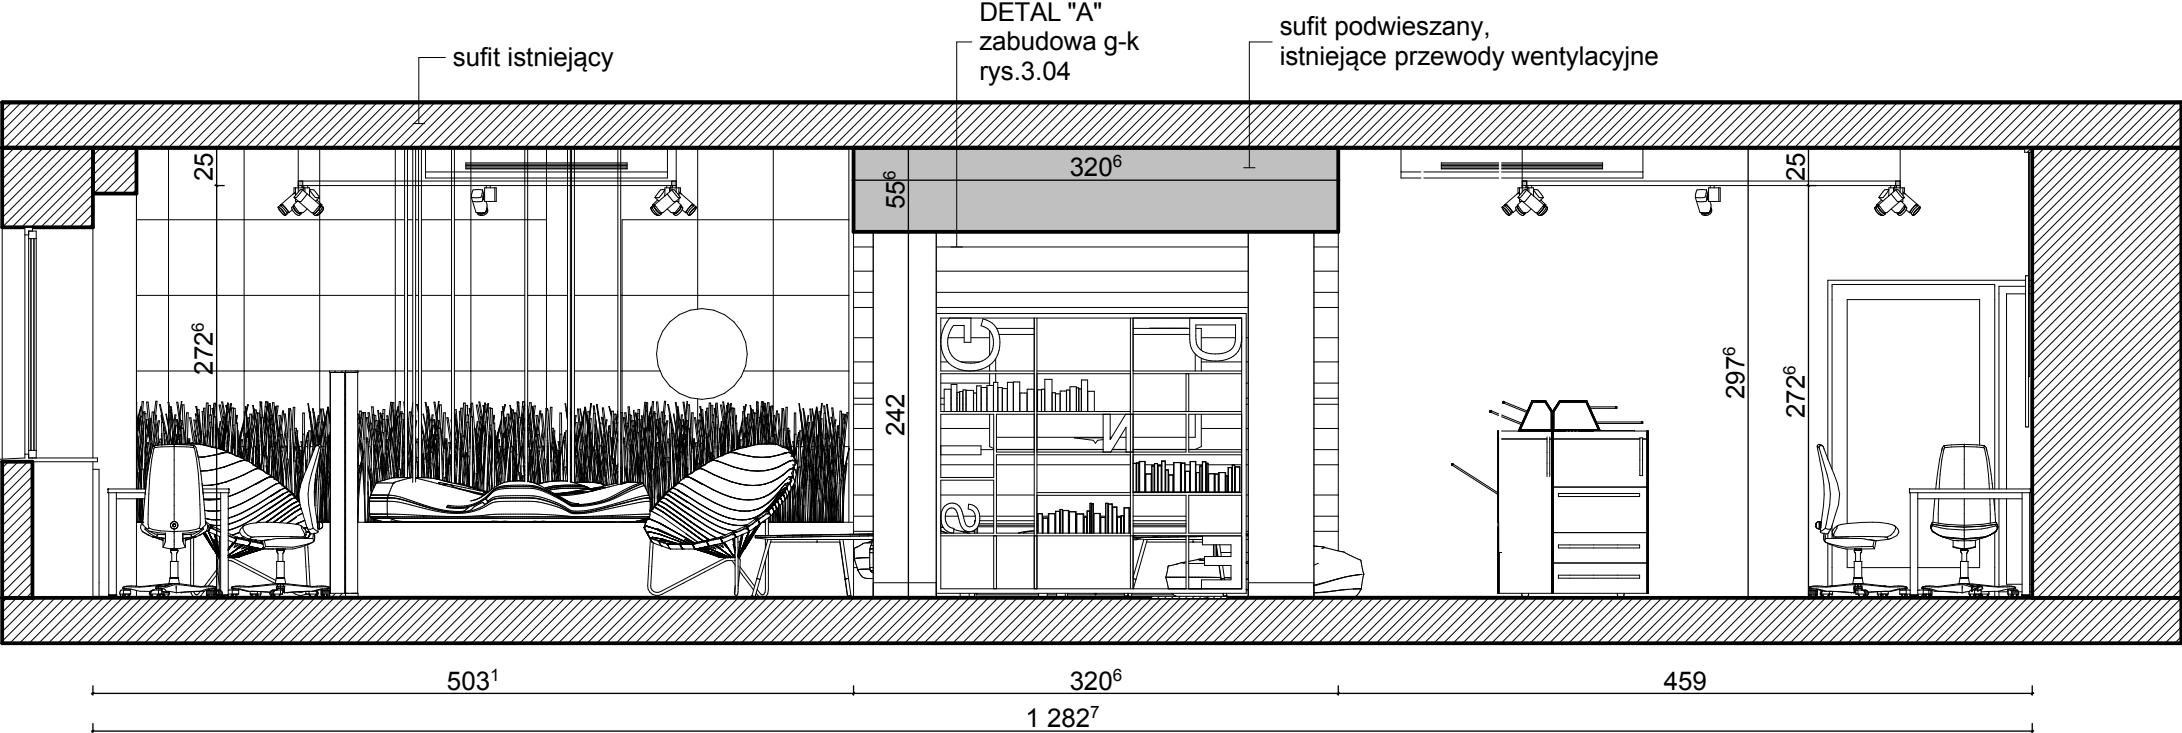 DETAL "A"
zabudowa g-k
rys.3.04
sufit podwieszany,
istniejące przewody wentylacyjne
sufit istniejący
25
320⁶
55⁶
25
272⁶
242
297⁶
272⁶
G
D
N
S
503¹
320⁶
459
1 282⁷